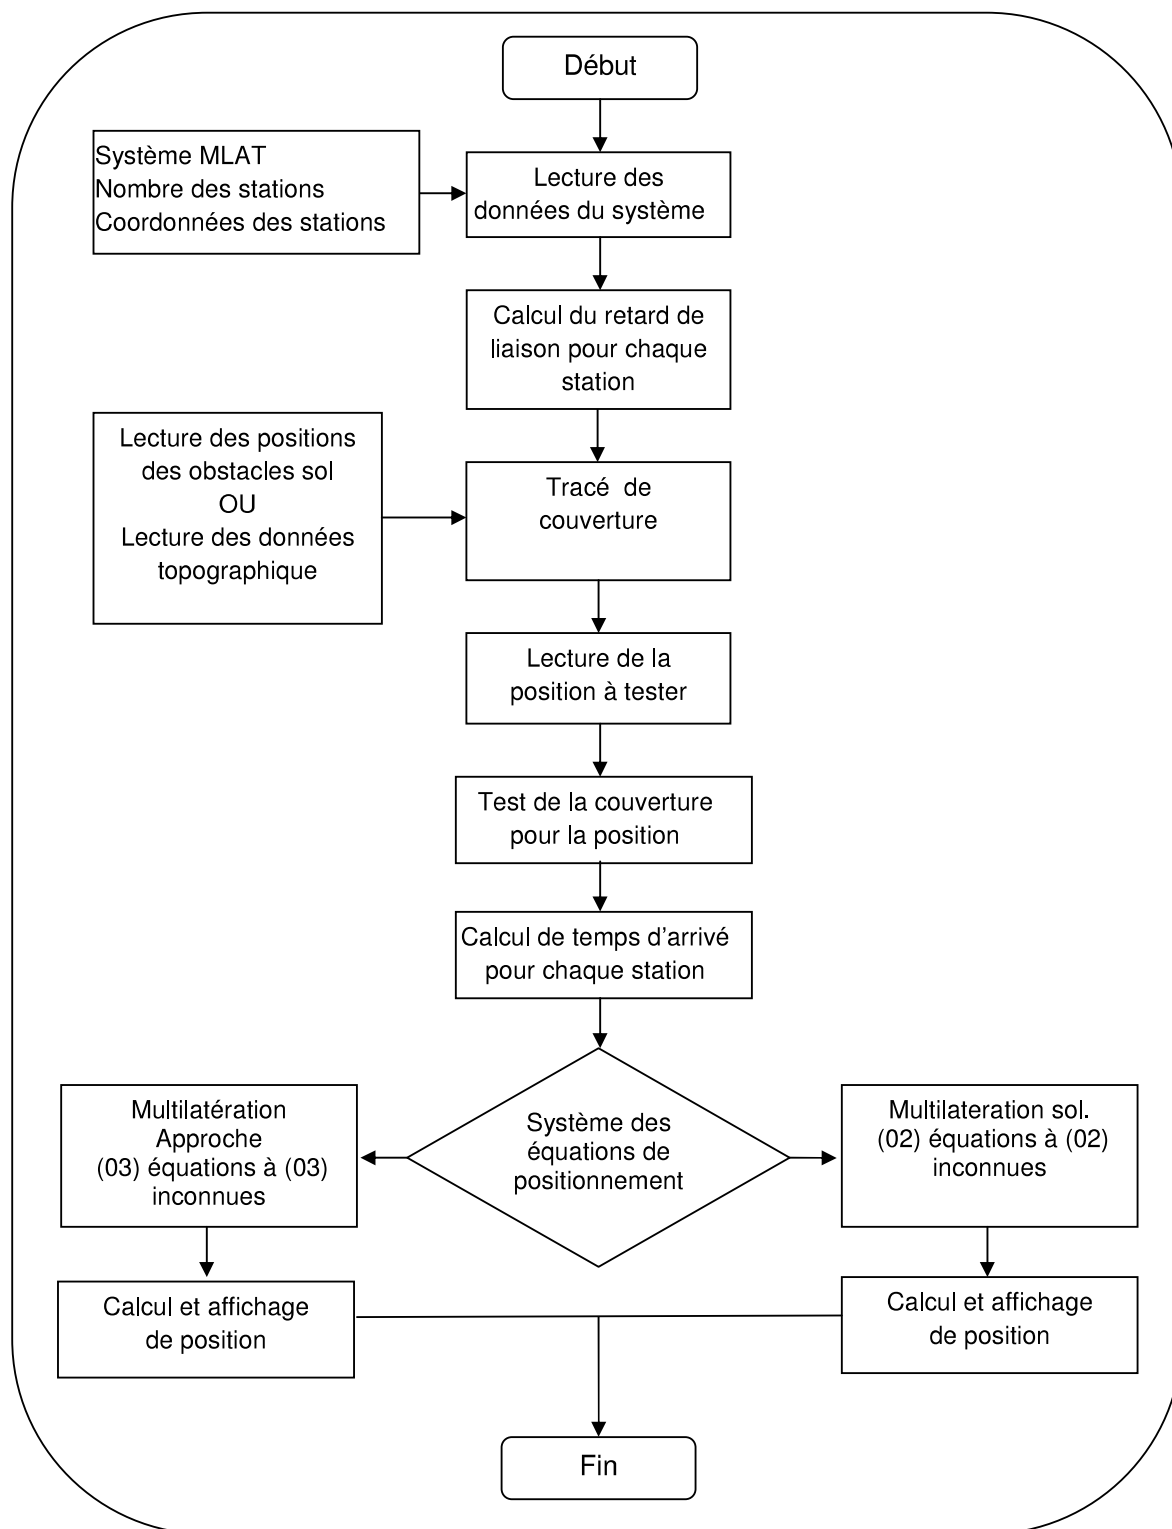 Début
Système MLAT
Nombre des stations
Coordonnées des stations
Lecture des
données du système
Calcul du retard de
liaison pour chaque
station
Lecture des positions
des obstacles sol
OU
Lecture des données
topographique
Tracé de
couverture
Lecture de la
position à tester
Test de la couverture
pour la position
Calcul de temps d'arrivé
pour chaque station
Système des
équations de
positionnement
Multilatération
Approche
(03) équations à (03)
inconnues
Multilateration sol.
(02) équations à (02)
inconnues
Calcul et affichage
de position
Calcul et affichage
de position
Fin